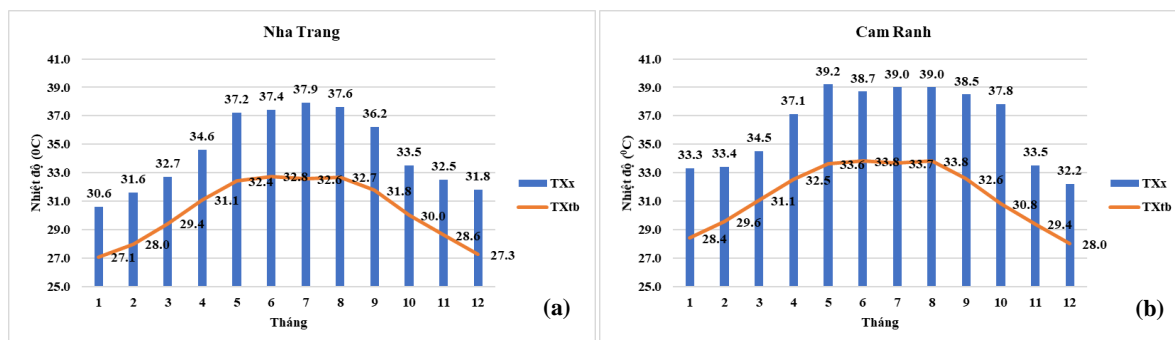 Nha Trang
Nhiệt độ (0C)
41.0
39.0
37.0
35.0
33.0
31.0
29.0
27.0
25.0
30.6 31.6 32.7 34.6 37.2 37.4 37.9 37.6 36.2 33.5 32.5 31.8
27.1 28.0 29.4 31.1 32.4 32.8 32.6 32.7 31.8 30.0 28.6 27.3
1 2 3 4 5 6 7 8 9 10 11 12
Tháng
TXx
TXtb
(a)
Cam Ranh
Nhiệt độ (⁰C)
41.0
39.0
37.0
35.0
33.0
31.0
29.0
27.0
25.0
33.3 33.4 34.5 37.1 39.2 38.7 39.0 39.0 38.5 37.8 33.5 32.2
28.4 29.6 31.1 32.5 33.6 33.8 33.7 33.8 32.6 30.8 29.4 28.0
1 2 3 4 5 6 7 8 9 10 11 12
Tháng
TXx
TXtb
(b)